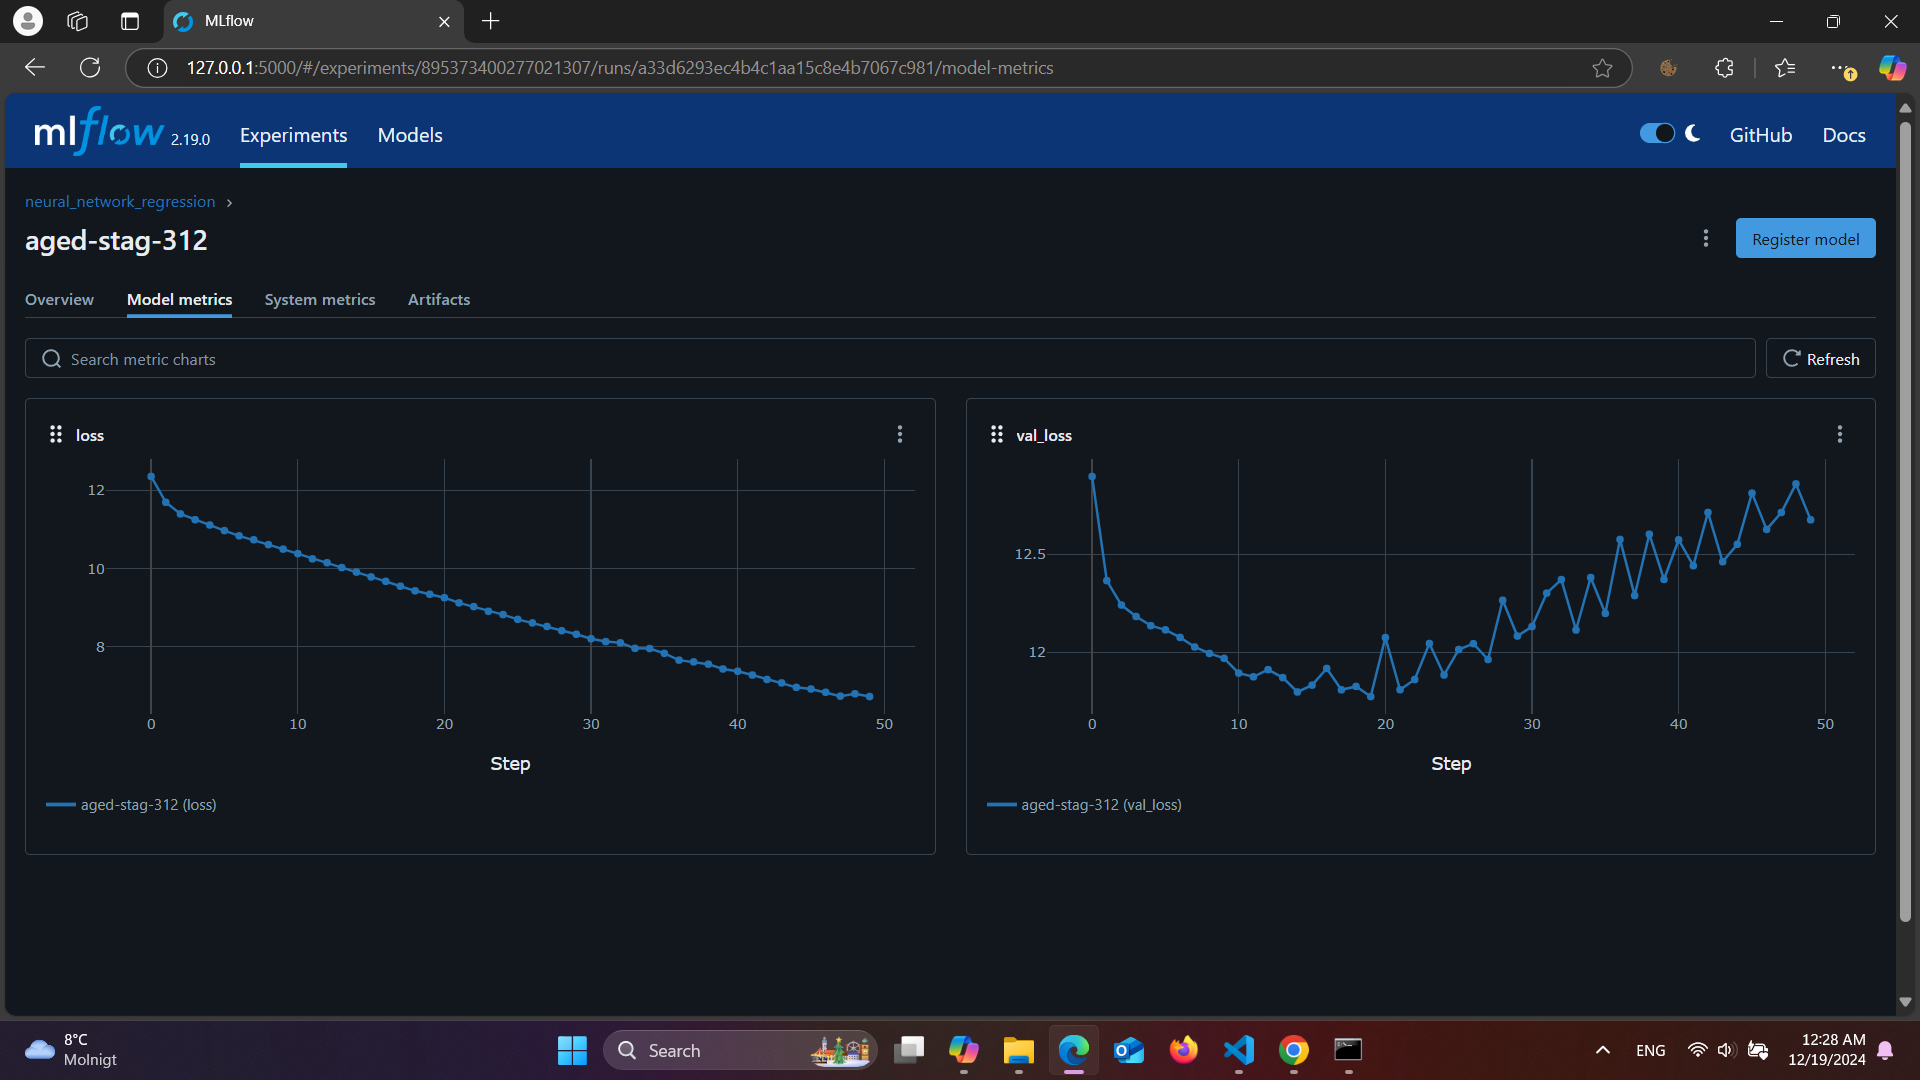 MLflow
127.0.0.1:5000/#/experiments/895373400277021307/runs/a33d6293ec4b4c1aa15c8e4b7067c981/model-metrics
mlflow 2.19.0 Experiments Models GitHub Docs
neural_network_regression
aged-stag-312
Register model
Overview Model metrics System metrics Artifacts
Search metric charts
Refresh
loss
12
10
8
0 10 20 30 40 50
Step
aged-stag-312 (loss)
val_loss
12.5
12
0 10 20 30 40 50
Step
aged-stag-312 (val_loss)
8°C
Molnigt
Search
ENG
12:28 AM
12/19/2024